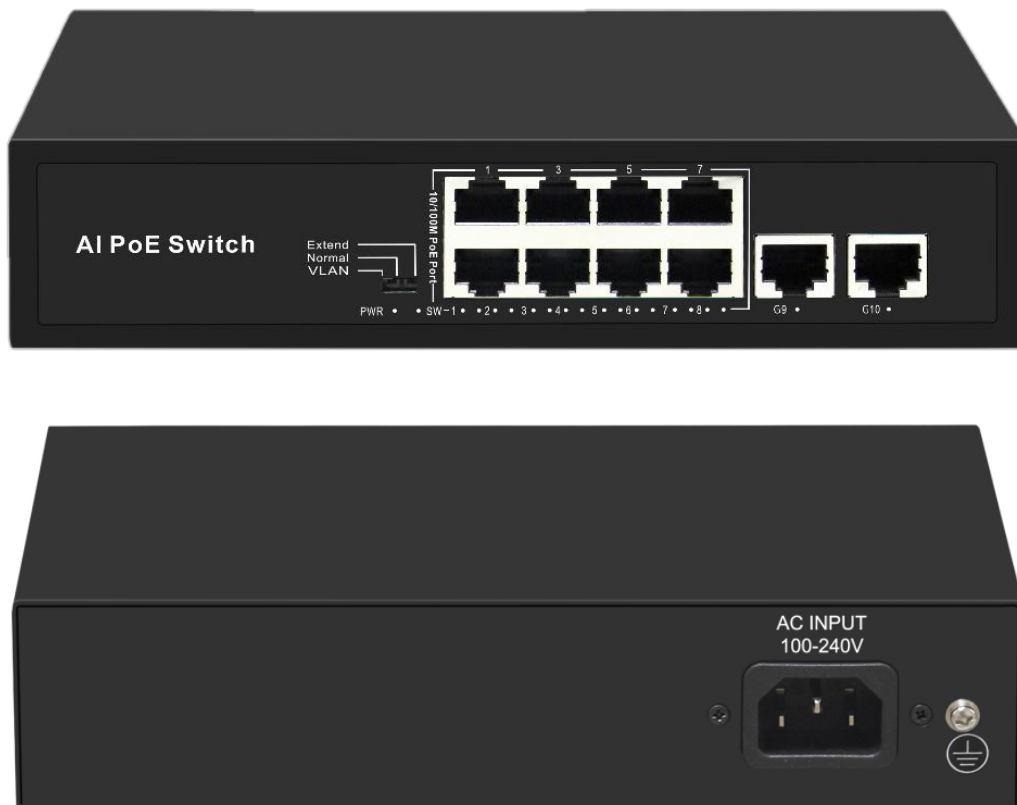 1 3 5 7
10/100M PoE Port
AI PoE Switch
Extend
Normal
VLAN
PWR SW 1 2 3 4 5 6 7 8 G9 G10
AC INPUT
100-240V